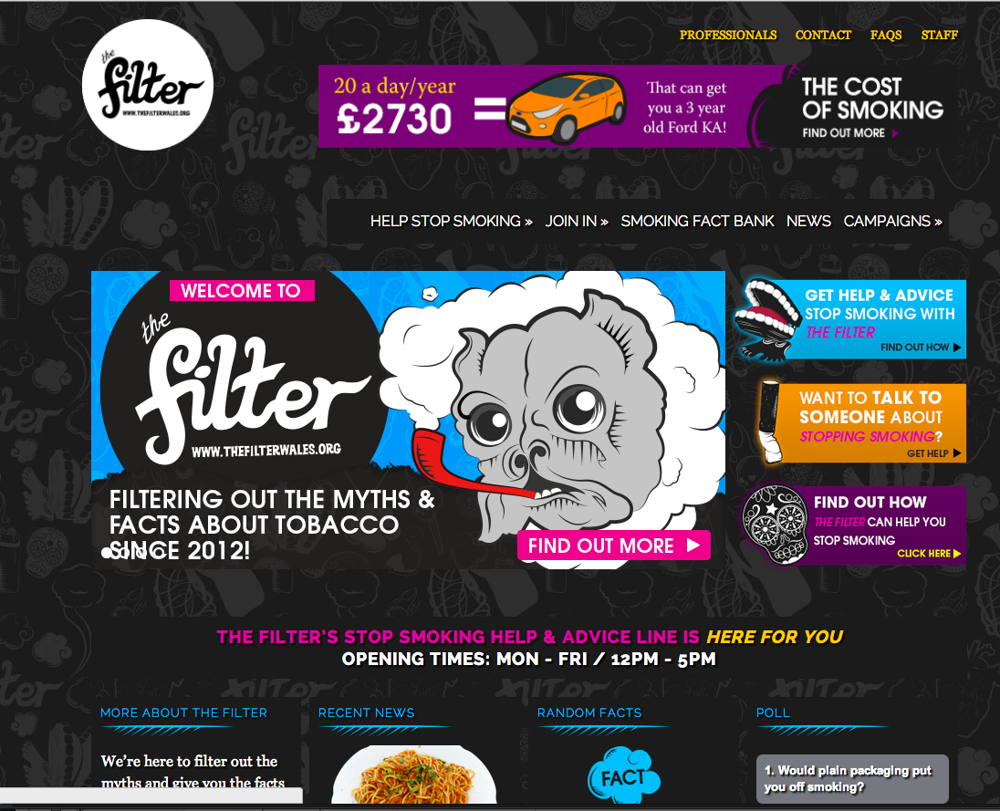 the
filter
WWW.THEFILTERWALES.ORG
PROFESSIONALS CONTACT FAQS STAFF
20 a day/year
£2730
=
That can get
you a 3 year
old Ford KA!
THE COST
OF SMOKING
FIND OUT MORE
HELP STOP SMOKING » JOIN IN » SMOKING FACT BANK NEWS CAMPAIGNS »
WELCOME TO
the
filter
WWW.THEFILTERWALES.ORG
FILTERING OUT THE MYTHS &
FACTS ABOUT TOBACCO
SINCE 2012!
FIND OUT MORE
GET HELP & ADVICE
STOP SMOKING WITH
THE FILTER
FIND OUT HOW
WANT TO TALK TO
SOMEONE ABOUT
STOPPING SMOKING?
GET HELP
FIND OUT HOW
THE FILTER CAN HELP YOU
STOP SMOKING
CLICK HERE
THE FILTER'S STOP SMOKING HELP & ADVICE LINE IS HERE FOR YOU
OPENING TIMES: MON - FRI / 12PM - 5PM
MORE ABOUT THE FILTER
We're here to filter out the
myths and give you the facts
RECENT NEWS
RANDOM FACTS
FACT
POLL
1. Would plain packaging put
you off smoking?